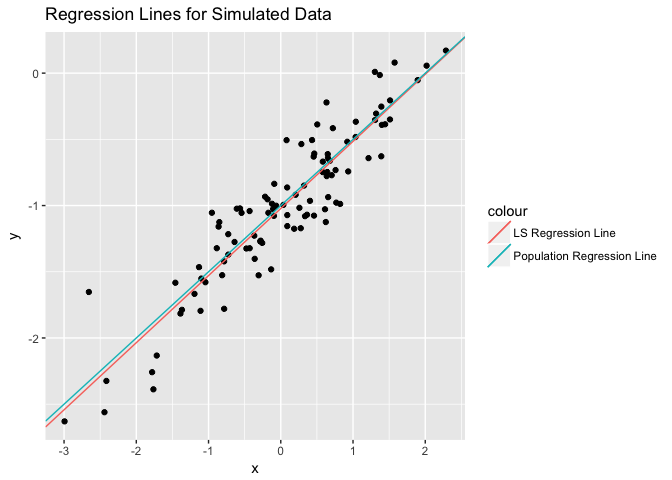 Regression Lines for Simulated Data
0
-1
-2
y
-3
-2
-1
0
1
2
x
colour
LS Regression Line
Population Regression Line